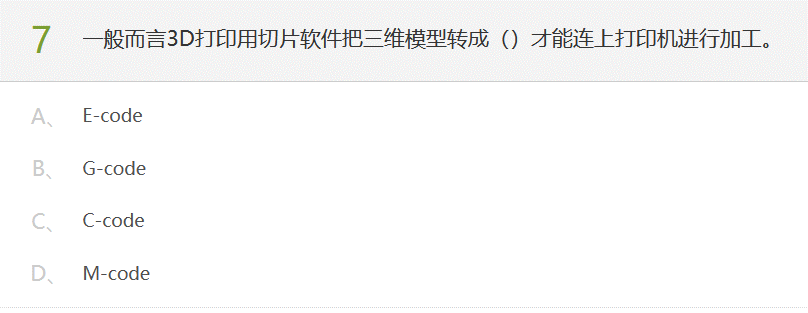 7 一般而言3D打印用切片软件把三维模型转成（）才能连上打印机进行加工。
A、 E-code
B、 G-code
C、 C-code
D、 M-code